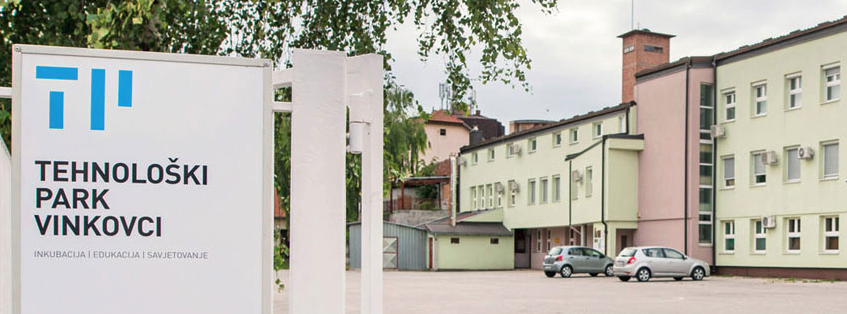 TEHNOLOŠKI
PARK
VINKOVCI
INKUBACIJA | EDUKACIJA | SAVJETOVANJE